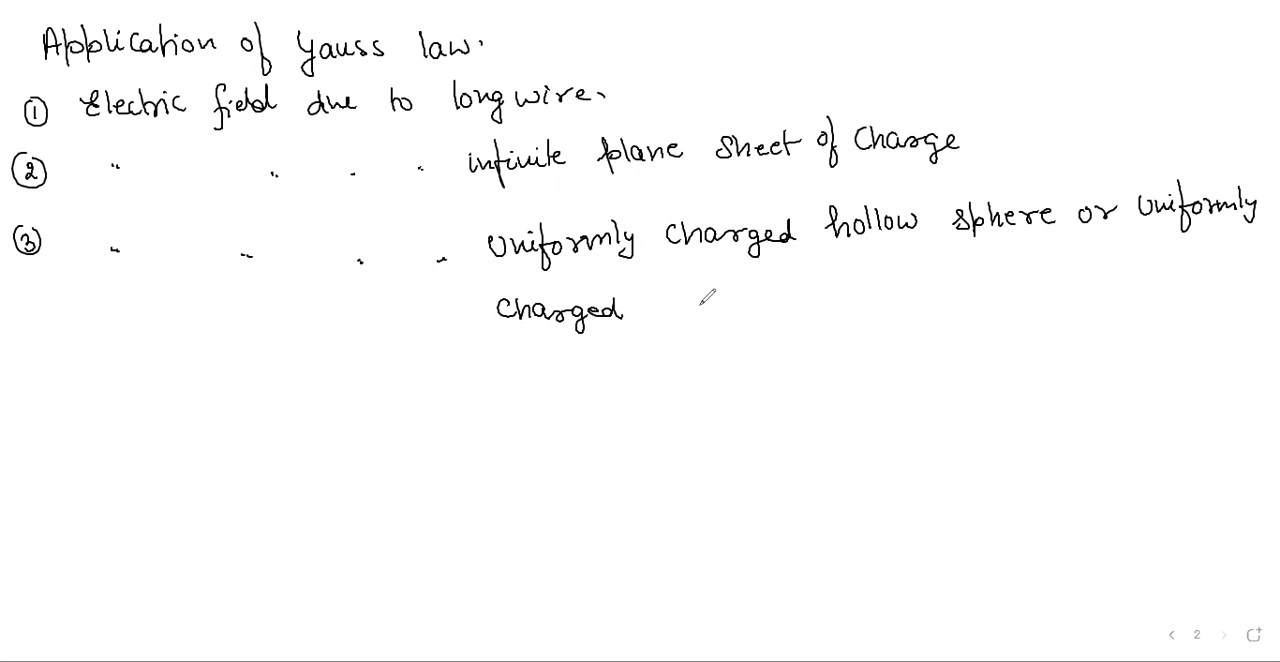 Application of Gauss law.
① Electric field due to long wire.
② " " " " infinite plane sheet of charge
③ " " " " Uniformly charged hollow sphere or uniformly
charged
2